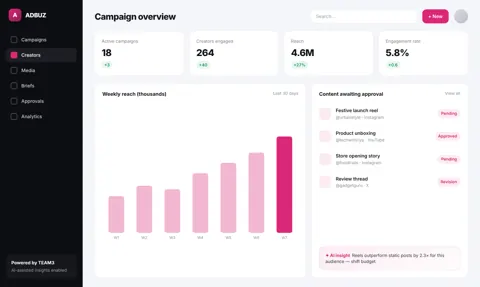 A ADBUZ
Campaigns
Creators
Media
Briefs
Approvals
Analytics
Powered by TEAM3
AI-assisted insights enabled
Campaign overview
Search...
+ New
Active campaigns
18
+3
Creators engaged
264
+40
Reach
4.6M
+27%
Engagement rate
5.8%
+0.6
Weekly reach (thousands)
Last 30 days
W1 W2 W3 W4 W5 W6 W7
Content awaiting approval
View all
Festive launch reel
Instagram
Pending
Product unboxing
YouTube
Approved
Store opening story
Instagram
Pending
Review thread
Revision
✦ AI insight Reels outperform static posts by 2.3× for this
audience — shift budget